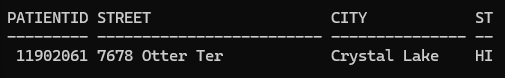 PATIENTID STREET                    CITY            ST
--------- ------------------------- --------------- --
 11902061 7678 Otter Ter            Crystal Lake    HI